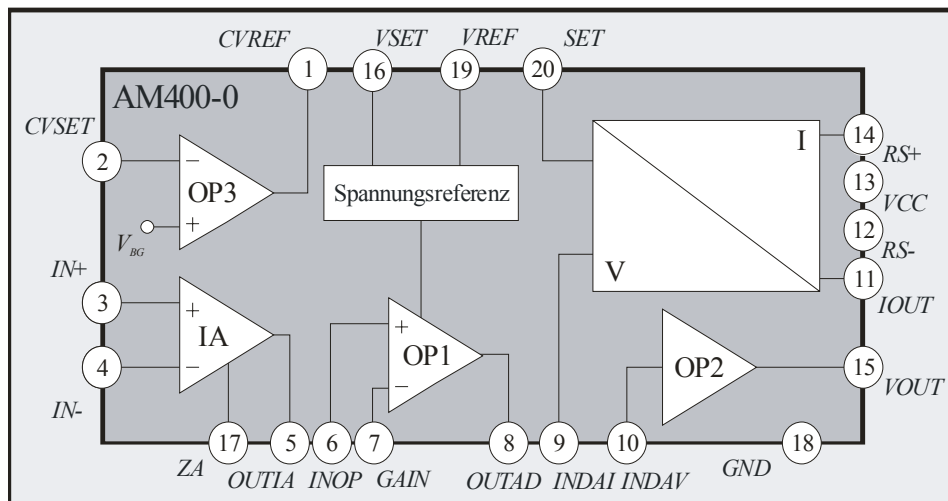 CVREF VSET VREF SET
1 16 19 20
AM400-0
CVSET
2
−
OP3
+
V_BG
Spannungsreferenz
I
14
RS+
13
VCC
12
RS-
V
11
IOUT
IN+
3
+
IA
−
4
IN-
+
OP1
−
OP2
15
VOUT
17 5 6 7 8 9 10 18
ZA OUTIA INOP GAIN OUTAD INDAI INDAV GND